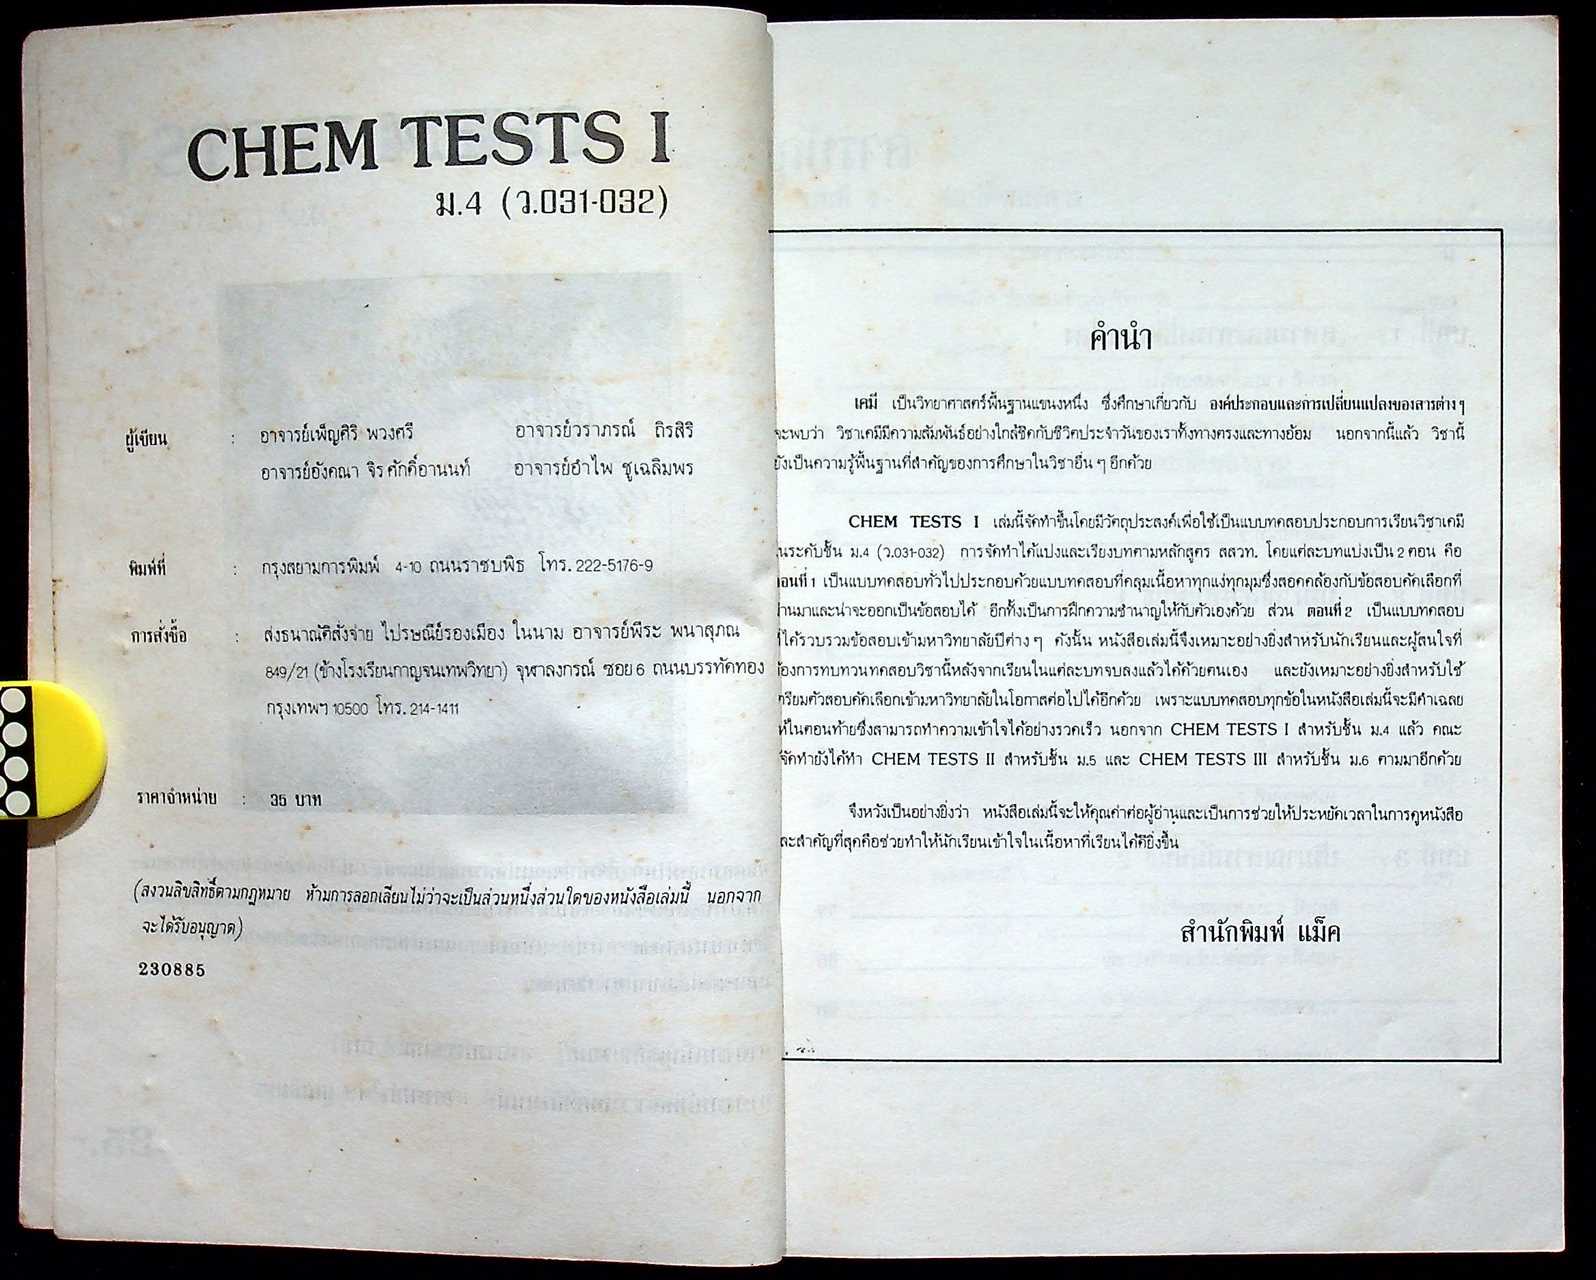 CHEM TESTS I
ม.4 (ว.031-032)
ผู้เขียน : อาจารย์เพ็ญศิริ พวงศรี อาจารย์วราภรณ์ ถิรสิริ
อาจารย์อังคณา จิรศักดิ์อานนท์ อาจารย์อำไพ ชูเฉลิมพร
พิมพ์ที่ : กรุงสยามการพิมพ์ 4-10 ถนนราชบพิธ โทร. 222-5176-9
การสั่งซื้อ : ส่งธนาณัติสั่งจ่าย ไปรษณีย์รองเมือง ในนาม อาจารย์พีระ พนาสุภณ
849/21 (ข้างโรงเรียนกาญจนเทพวิทยา) จุฬาลงกรณ์ ซอย 6 ถนนบรรทัดทอง
กรุงเทพฯ 10500 โทร. 214-1411
ราคาจำหน่าย : 35 บาท
(สงวนลิขสิทธิ์ตามกฎหมาย ห้ามการลอกเลียนไม่ว่าจะเป็นส่วนหนึ่งส่วนใดของหนังสือเล่มนี้ นอกจาก
จะได้รับอนุญาต)
230885
คำนำ
เคมี เป็นวิทยาศาสตร์พื้นฐานแขนงหนึ่ง ซึ่งศึกษาเกี่ยวกับ องค์ประกอบและการเปลี่ยนแปลงของสารต่าง ๆ
จะพบว่า วิชาเคมีมีความสัมพันธ์อย่างใกล้ชิดกับชีวิตประจำวันของเราทั้งทางตรงและทางอ้อม นอกจากนี้แล้ว วิชานี้
ยังเป็นความรู้พื้นฐานที่สำคัญของการศึกษาในวิชาอื่น ๆ อีกด้วย
CHEM TESTS I เล่มนี้จัดทำขึ้นโดยมีวัตถุประสงค์เพื่อใช้เป็นแบบทดสอบประกอบการเรียนวิชาเคมี
ในระดับชั้น ม.4 (ว.031-032) การจัดทำได้แบ่งและเรียงบทตามหลักสูตร สสวท. โดยแต่ละบทแบ่งเป็น 2 ตอน คือ
ตอนที่ 1 เป็นแบบทดสอบทั่วไปประกอบด้วยแบบทดสอบที่คลุมเนื้อหาทุกแง่ทุกมุมซึ่งสอดคล้องกับข้อสอบคัดเลือกที่
ผ่านมาและน่าจะออกเป็นข้อสอบได้ อีกทั้งเป็นการฝึกความชำนาญให้กับตัวเองด้วย ส่วน ตอนที่ 2 เป็นแบบทดสอบ
ที่ได้รวบรวมข้อสอบเข้ามหาวิทยาลัยปีต่าง ๆ ดังนั้น หนังสือเล่มนี้จึงเหมาะอย่างยิ่งสำหรับนักเรียนและผู้สนใจที่
ต้องการทบทวนทดสอบวิชานี้หลังจากเรียนในแต่ละบทจบลงแล้วได้ด้วยตนเอง และยังเหมาะอย่างยิ่งสำหรับใช้
เตรียมตัวสอบคัดเลือกเข้ามหาวิทยาลัยในโอกาสต่อไปได้อีกด้วย เพราะแบบทดสอบทุกข้อในหนังสือเล่มนี้จะมีคำเฉลย
ให้ในตอนท้ายซึ่งสามารถทำความเข้าใจได้อย่างรวดเร็ว นอกจาก CHEM TESTS I สำหรับชั้น ม.4 แล้ว คณะ
ผู้จัดทำยังได้ทำ CHEM TESTS II สำหรับชั้น ม.5 และ CHEM TESTS III สำหรับชั้น ม.6 ตามมาอีกด้วย
จึงหวังเป็นอย่างยิ่งว่า หนังสือเล่มนี้จะให้คุณค่าต่อผู้อ่านและเป็นการช่วยให้ประหยัดเวลาในการดูหนังสือ
และสำคัญที่สุดคือช่วยทำให้นักเรียนเข้าใจในเนื้อหาที่เรียนได้ดียิ่งขึ้น
สำนักพิมพ์ แม็ค